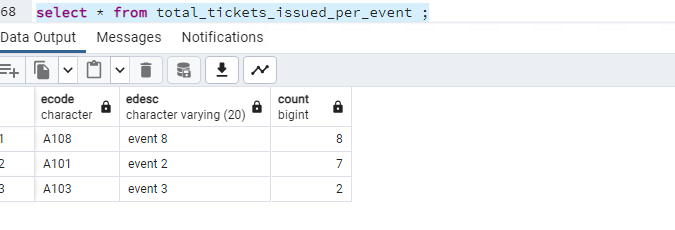 68 select * from total_tickets_issued_per_event ;
Data Output Messages Notifications
ecode edesc count
character character varying (20) bigint
1 A108 event 8 8
2 A101 event 2 7
3 A103 event 3 2